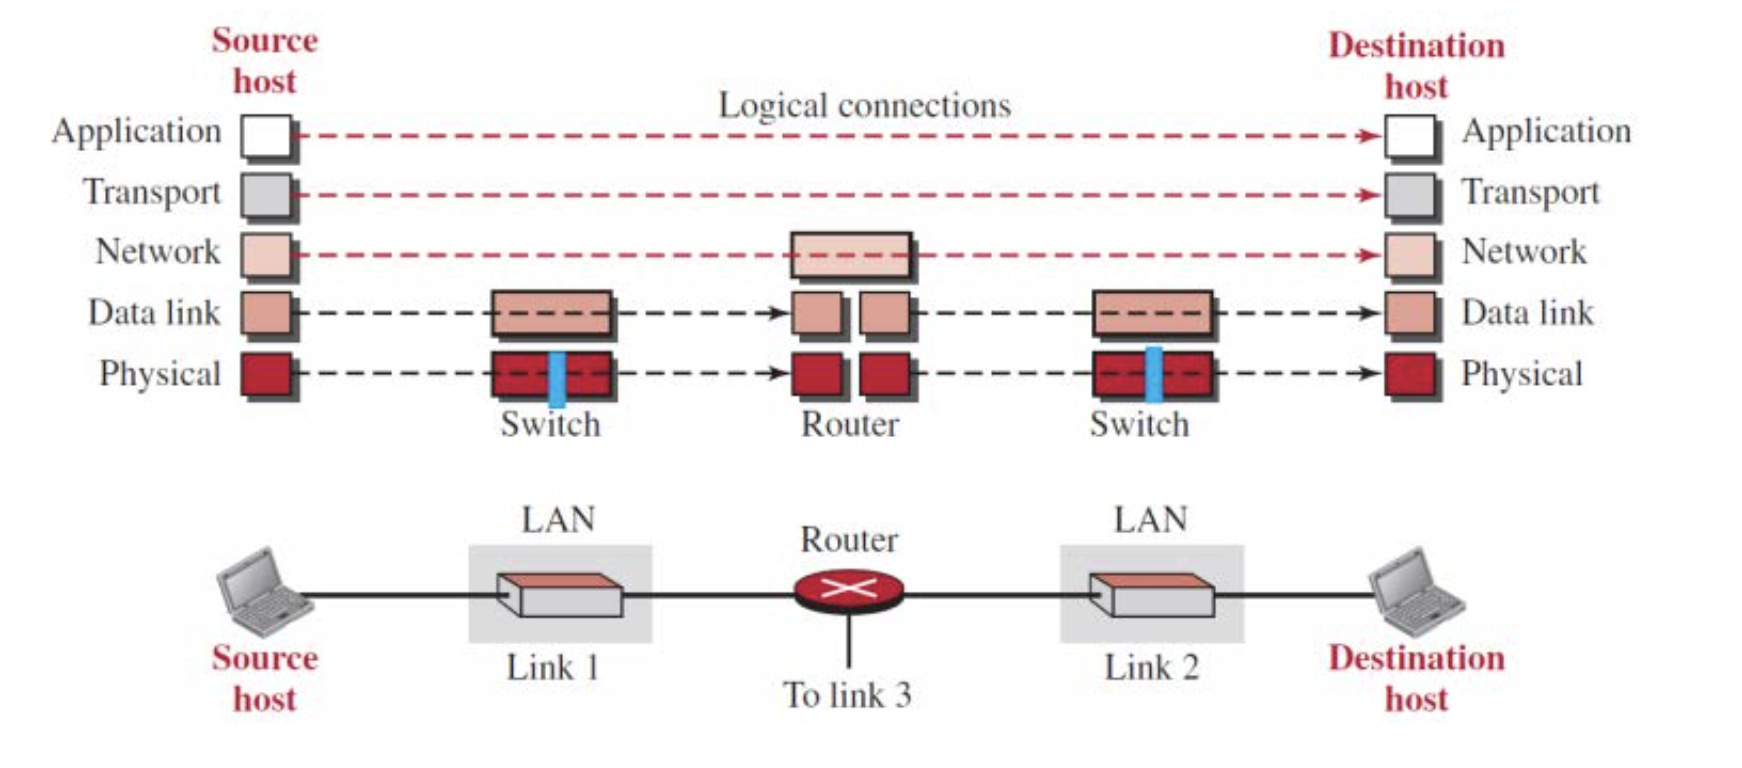 Source
host
Destination
host
Logical connections
Application
Application
Transport
Transport
Network
Network
Data link
Data link
Physical
Physical
Switch
Router
Switch
LAN
Router
LAN
Source
host
Link 1
To link 3
Link 2
Destination
host